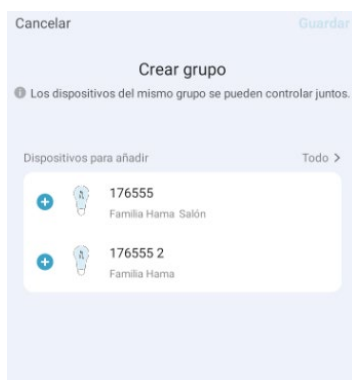 Cancelar Guardar
Crear grupo
Los dispositivos del mismo grupo se pueden controlar juntos.
Dispositivos para añadir Todo >
176555
Familia Hama Salón
176555 2
Familia Hama